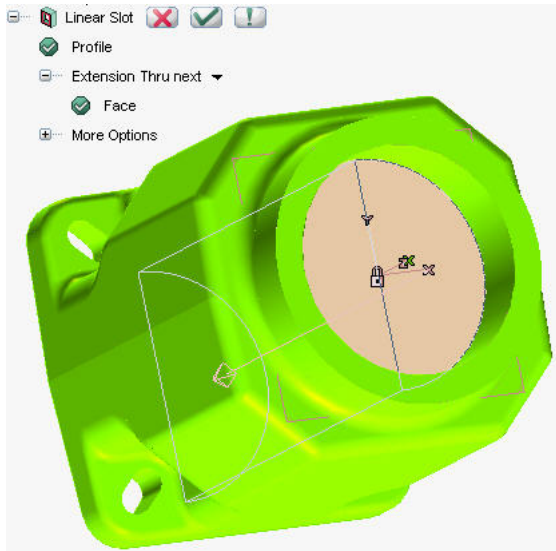 Linear Slot
Profile
Extension Thru next
Face
More Options
Y
X
X